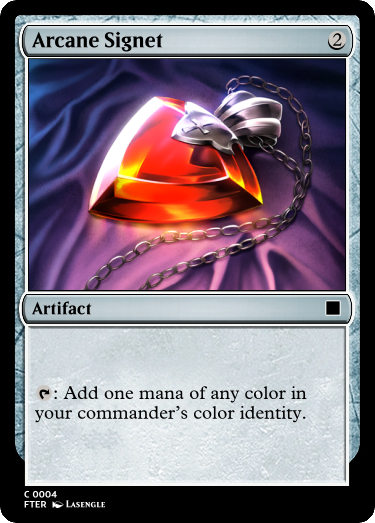 Arcane Signet 2
Artifact
: Add one mana of any color in
your commander's color identity.
C 0004
FTER Lasengle